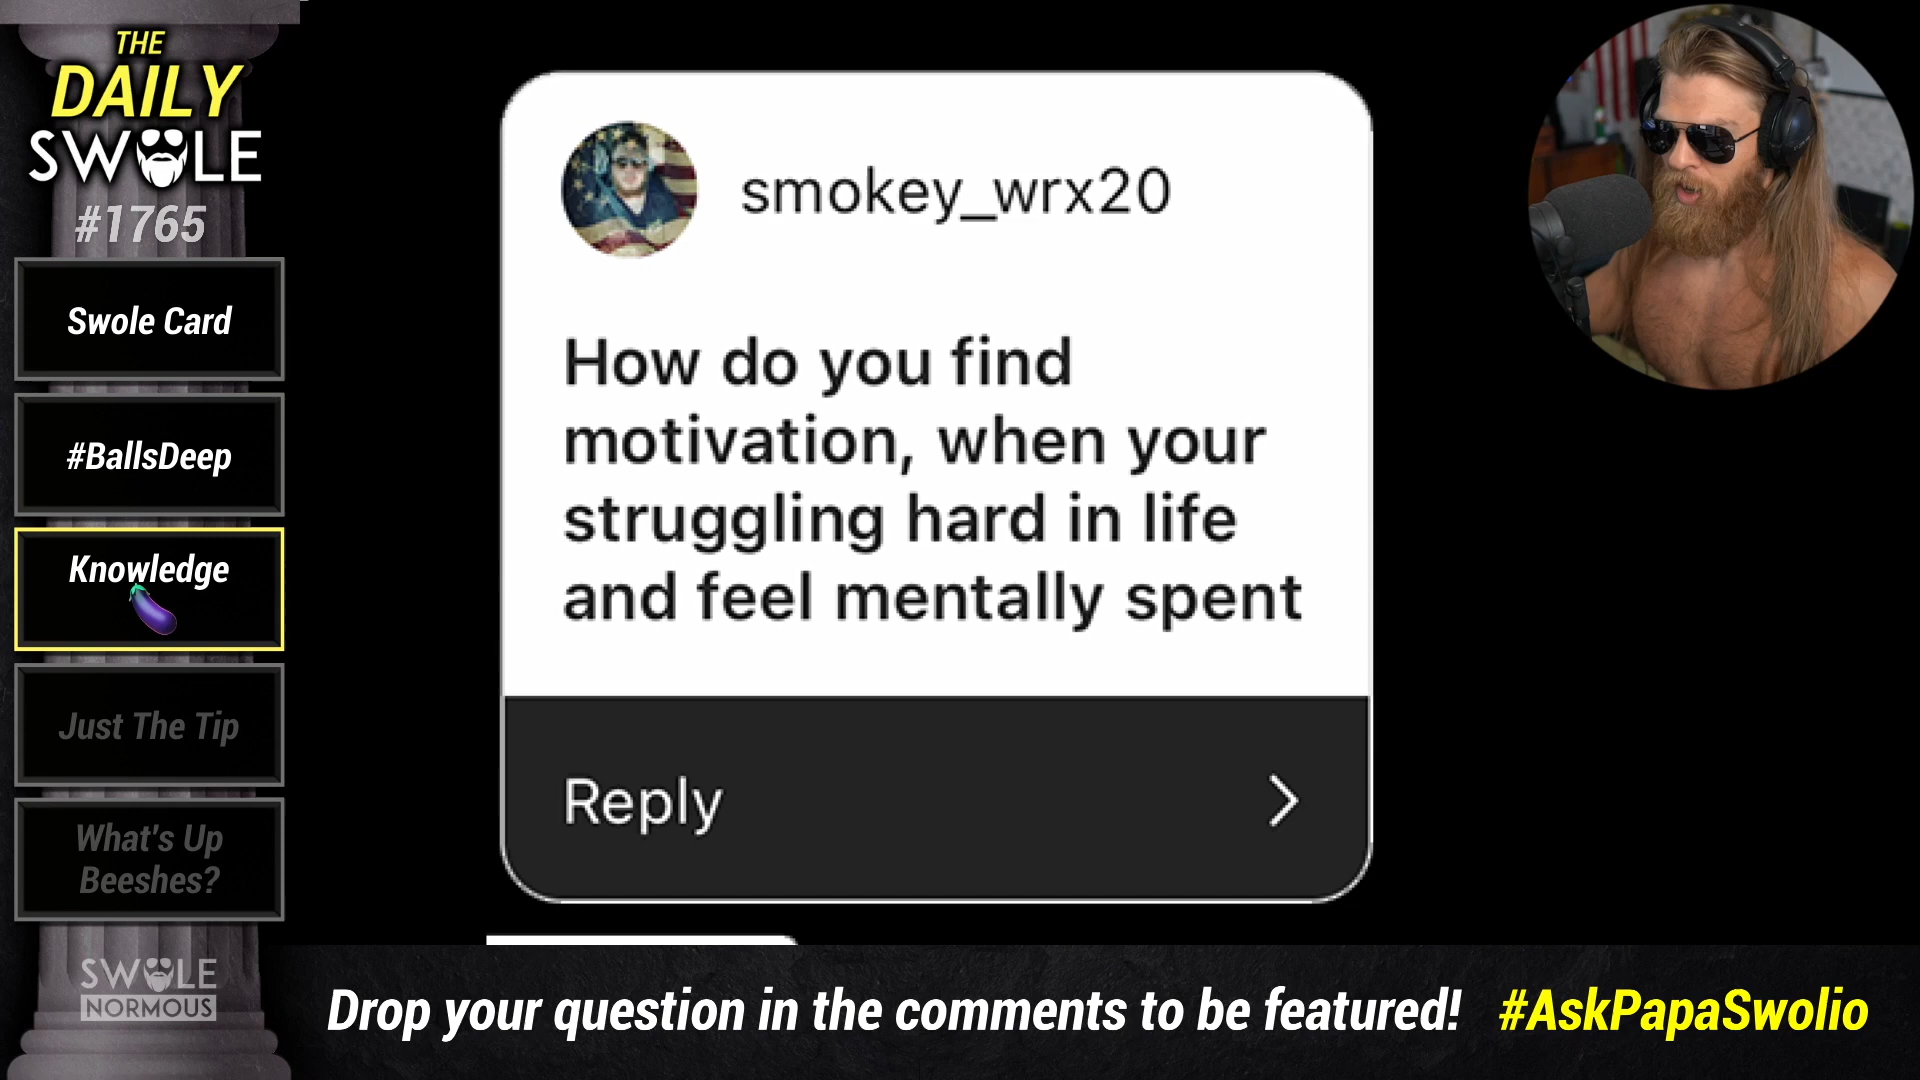 THE
DAILY
SWOLE
#1765
Swole Card
#BallsDeep
Knowledge
Just The Tip
What's Up
Beeshes?
SWOLE
NORMOUS
smokey_wrx20
How do you find
motivation, when your
struggling hard in life
and feel mentally spent
Reply
Drop your question in the comments to be featured! #AskPapaSwolio